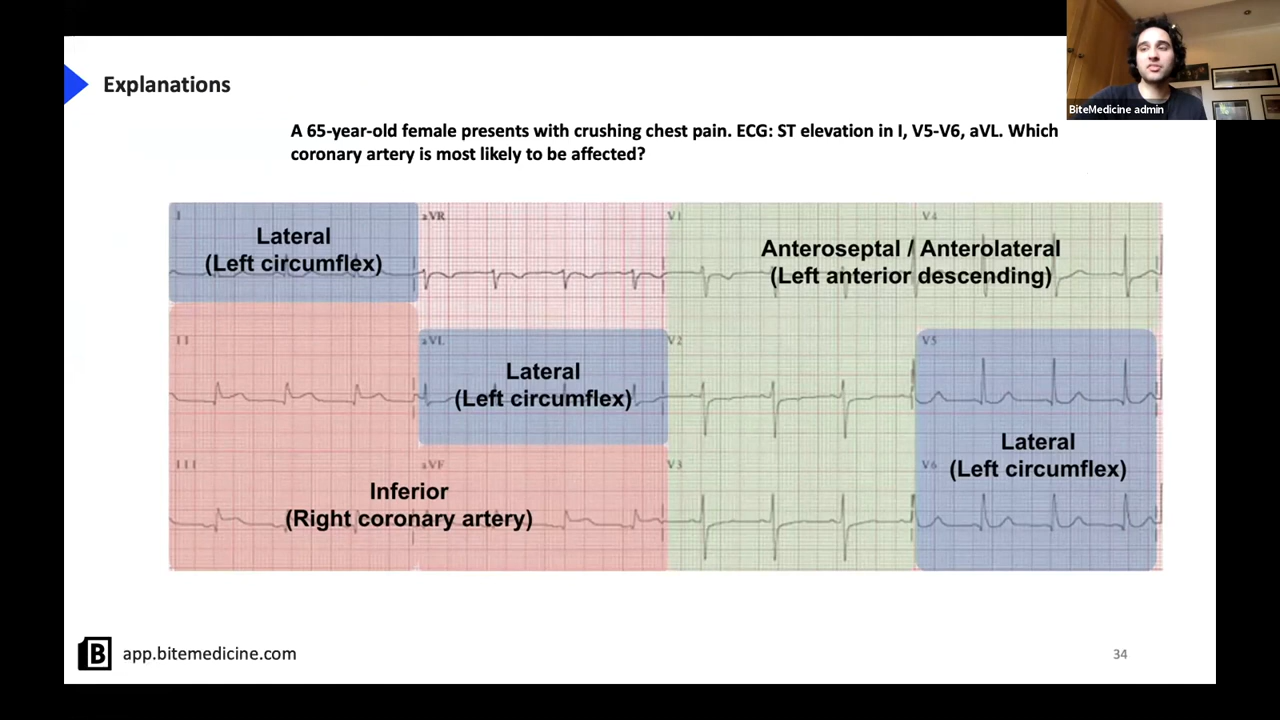 Explanations
BiteMedicine admin
A 65-year-old female presents with crushing chest pain. ECG: ST elevation in I, V5-V6, aVL. Which
coronary artery is most likely to be affected?
I
aVR
V1
V4
Lateral
(Left circumflex)
Anteroseptal / Anterolateral
(Left anterior descending)
II
aVL
V2
V5
Lateral
(Left circumflex)
Lateral
(Left circumflex)
III
aVF
V3
V6
Inferior
(Right coronary artery)
B
app.bitemedicine.com
34